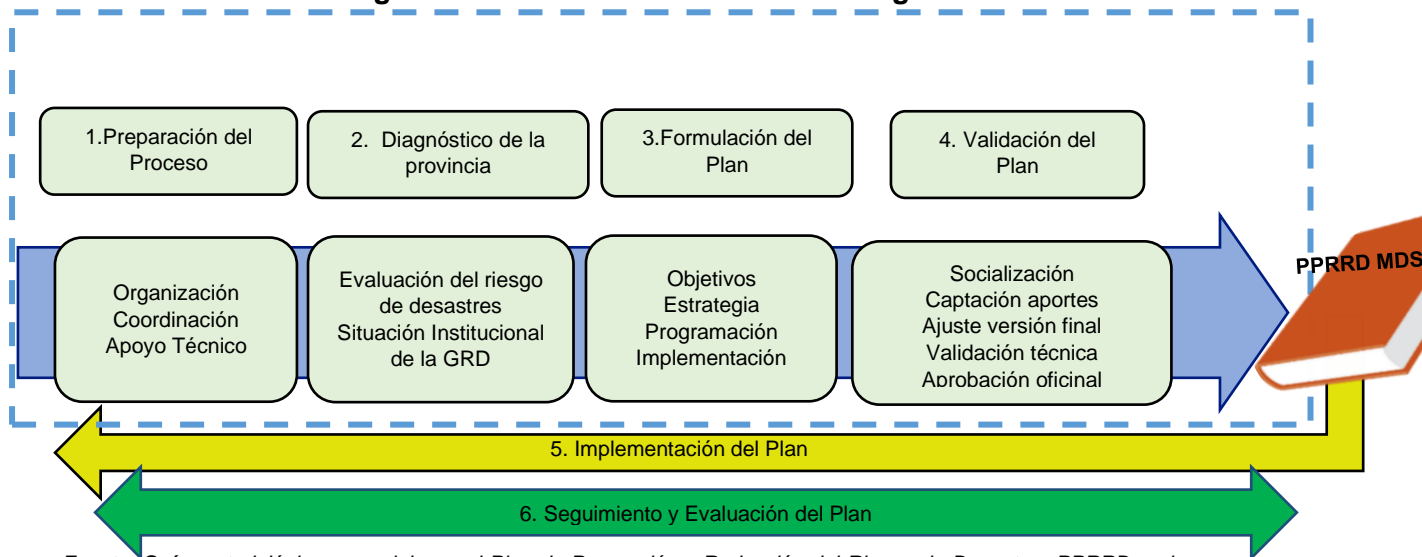 1.Preparación del
Proceso
2. Diagnóstico de la
provincia
3.Formulación del
Plan
4. Validación del
Plan
Organización
Coordinación
Apoyo Técnico
Evaluación del riesgo
de desastres
Situación Institucional
de la GRD
Objetivos
Estrategia
Programación
Implementación
Socialización
Captación aportes
Ajuste versión final
Validación técnica
Aprobación oficinal
PPRRD MDS
5. Implementación del Plan
6. Seguimiento y Evaluación del Plan